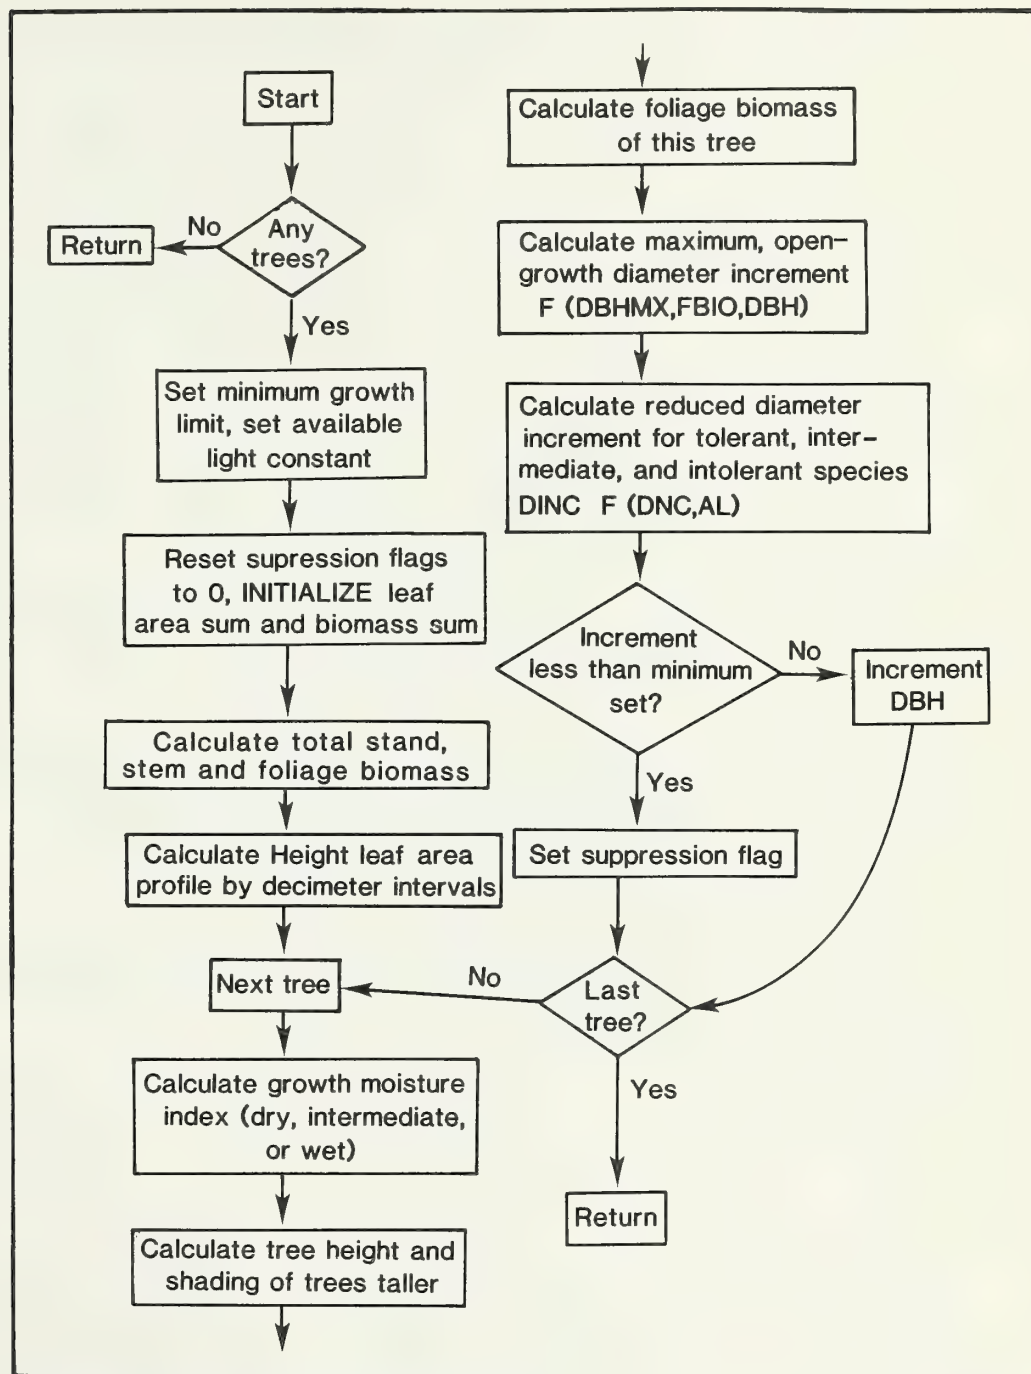 Start
Any
trees?
No
Return
Yes
Set minimum growth
limit, set available
light constant
Reset supression flags
to 0, INITIALIZE leaf
area sum and biomass sum
Calculate total stand,
stem and foliage biomass
Calculate Height leaf area
profile by decimeter intervals
Next tree
Calculate growth moisture
index (dry, intermediate,
or wet)
Calculate tree height and
shading of trees taller
Calculate foliage biomass
of this tree
Calculate maximum, open-
growth diameter increment
F (DBHMX,FBIO,DBH)
Calculate reduced diameter
increment for tolerant, inter-
mediate, and intolerant species
DINC F (DNC,AL)
Increment
less than minimum
set?
No
Increment
DBH
Yes
Set suppression flag
Last
tree?
No
Yes
Return